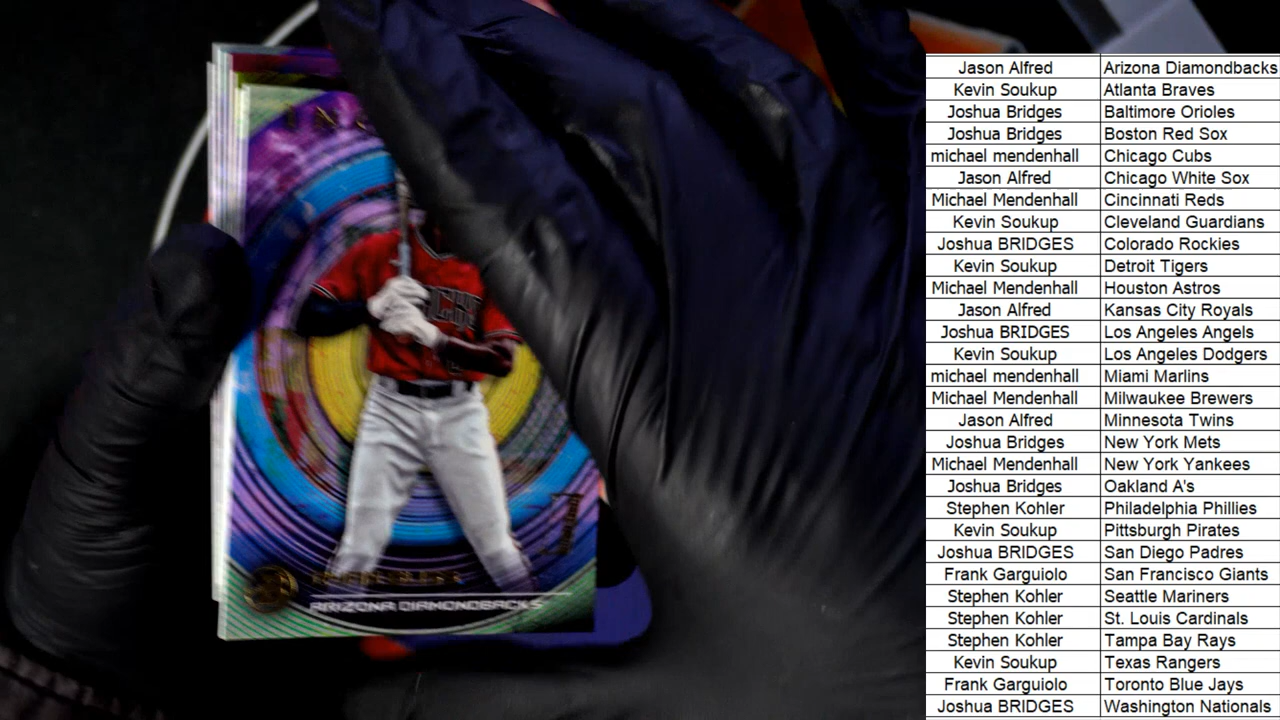 ARIZONA DIAMONDBACKS
Jason Alfred Arizona Diamondbacks
Kevin Soukup Atlanta Braves
Joshua Bridges Baltimore Orioles
Joshua Bridges Boston Red Sox
michael mendenhall Chicago Cubs
Jason Alfred Chicago White Sox
Michael Mendenhall Cincinnati Reds
Kevin Soukup Cleveland Guardians
Joshua BRIDGES Colorado Rockies
Kevin Soukup Detroit Tigers
Michael Mendenhall Houston Astros
Jason Alfred Kansas City Royals
Joshua BRIDGES Los Angeles Angels
Kevin Soukup Los Angeles Dodgers
michael mendenhall Miami Marlins
Michael Mendenhall Milwaukee Brewers
Jason Alfred Minnesota Twins
Joshua Bridges New York Mets
Michael Mendenhall New York Yankees
Joshua Bridges Oakland A's
Stephen Kohler Philadelphia Phillies
Kevin Soukup Pittsburgh Pirates
Joshua BRIDGES San Diego Padres
Frank Garguiolo San Francisco Giants
Stephen Kohler Seattle Mariners
Stephen Kohler St. Louis Cardinals
Stephen Kohler Tampa Bay Rays
Kevin Soukup Texas Rangers
Frank Garguiolo Toronto Blue Jays
Joshua BRIDGES Washington Nationals